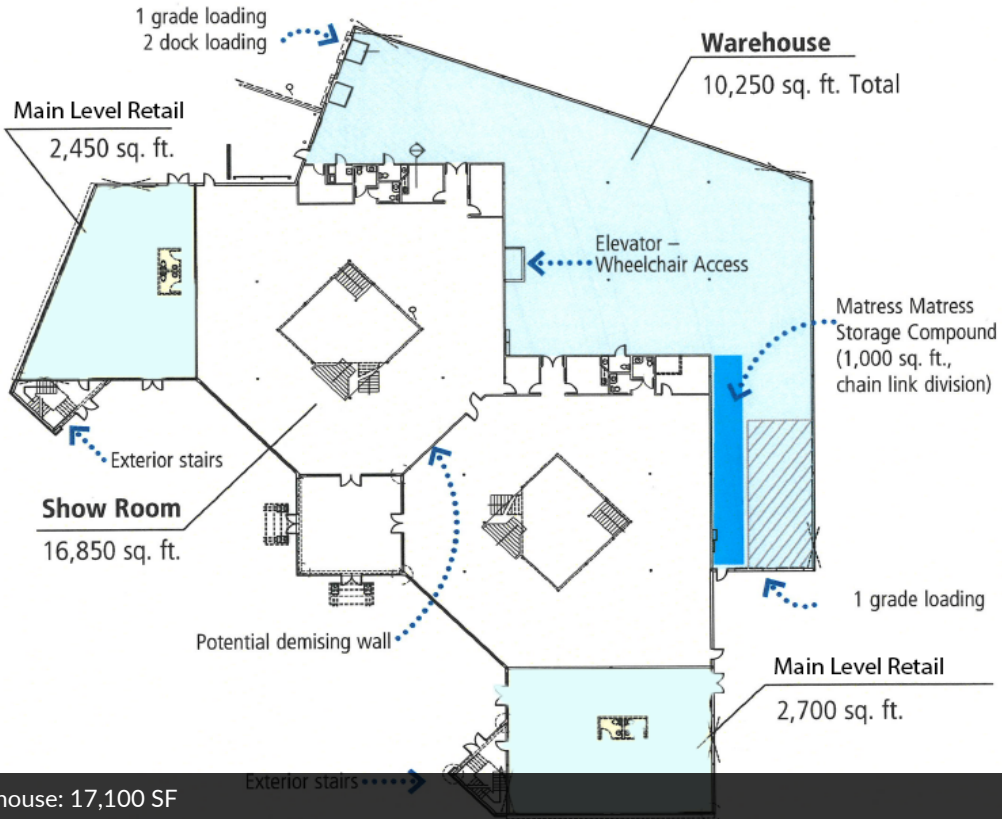 1 grade loading
2 dock loading
Warehouse
10,250 sq. ft. Total
Main Level Retail
2,450 sq. ft.
Elevator –
Wheelchair Access
Matress Matress
Storage Compound
(1,000 sq. ft.,
chain link division)
Exterior stairs
Show Room
16,850 sq. ft.
1 grade loading
Potential demising wall
Main Level Retail
2,700 sq. ft.
Exterior stairs
house: 17,100 SF